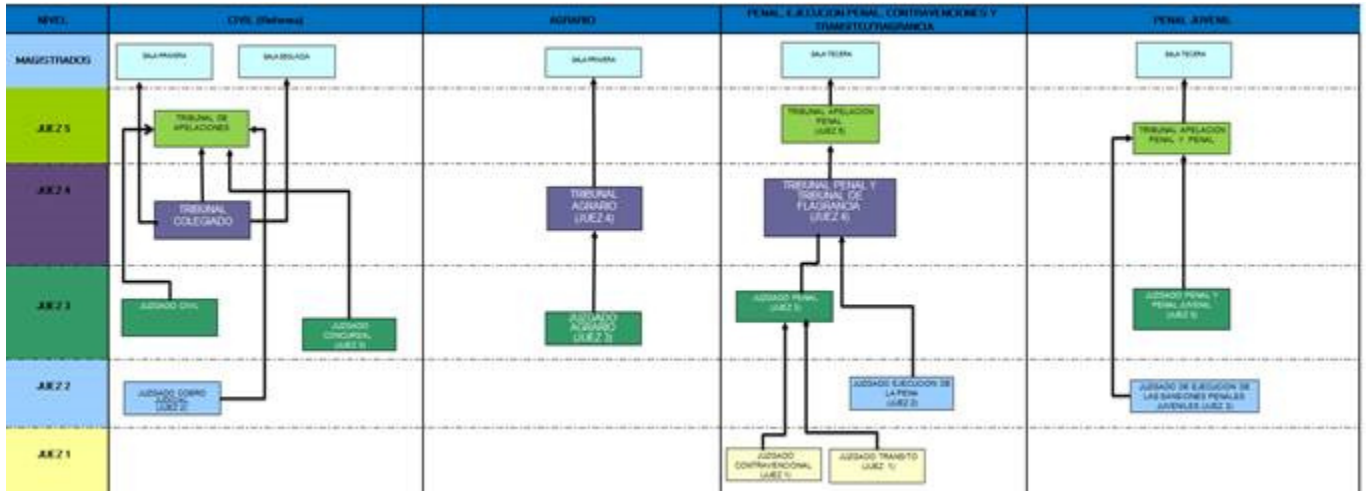 NIVEL
CIVIL (Reforma)
AGRARIO
PENAL, EJECUCION PENAL, CONTRAVENCIONES Y
TRANSITO/FLAGRANCIA
PENAL JUVENIL
MAGISTRADOS
SALA PRIMERA
SALA SEGUNDA
SALA PRIMERA
SALA TECERA
SALA TECERA
JUEZ 5
TRIBUNAL DE
APELACIONES
TRIBUNAL APELACION
PENAL
(JUEZ 5)
TRIBUNAL APELACION
PENAL Y PENAL
JUEZ 4
TRIBUNAL
COLEGIADO
TRIBUNAL
AGRARIO
(JUEZ 4)
TRIBUNAL PENAL Y
TRIBUNAL DE
FLAGRANCIA
(JUEZ 4)
JUEZ 3
JUZGADO CIVIL
JUZGADO
CONCURSAL
(JUEZ 3)
JUZGADO
AGRARIO
(JUEZ 3)
JUZGADO PENAL
(JUEZ 3)
JUZGADO PENAL Y
PENAL JUVENIL
(JUEZ 3)
JUEZ 2
JUZGADO COBRO
JUDICIAL
(JUEZ 2)
JUZGADO EJECUCION DE
LA PENA
(JUEZ 2)
JUZGADO DE EJECUCION DE
LAS SANCIONES PENALES
JUVENILES (JUEZ 2)
JUEZ 1
JUZGADO
CONTRAVENCIONAL
(JUEZ 1)
JUZGADO TRANSITO
(JUEZ 1)